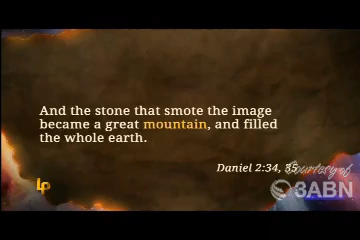 And the stone that smote the image
became a great mountain, and filled
the whole earth.
Daniel 2:34, 35
Courtesy of
3ABN
LP